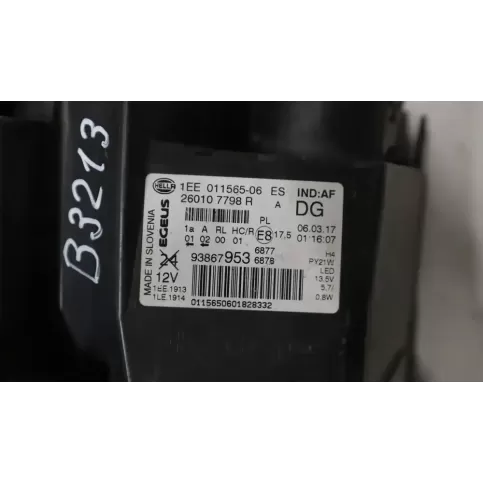 B3213
HELLA
1EE 011565-06 ES
IND:AF
26010 7798 R
A
DG
PL
1a A RL HC/R
01 02 00 01
E8
17,5
06.03.17
01:16:07
MADE IN SLOVENIA
EGEUS
93867953
6877
6878
H4
PY21W
LED
13,5V
5.7I
0,8W
12V
1EE 1913
1LE 1914
0115650601828332